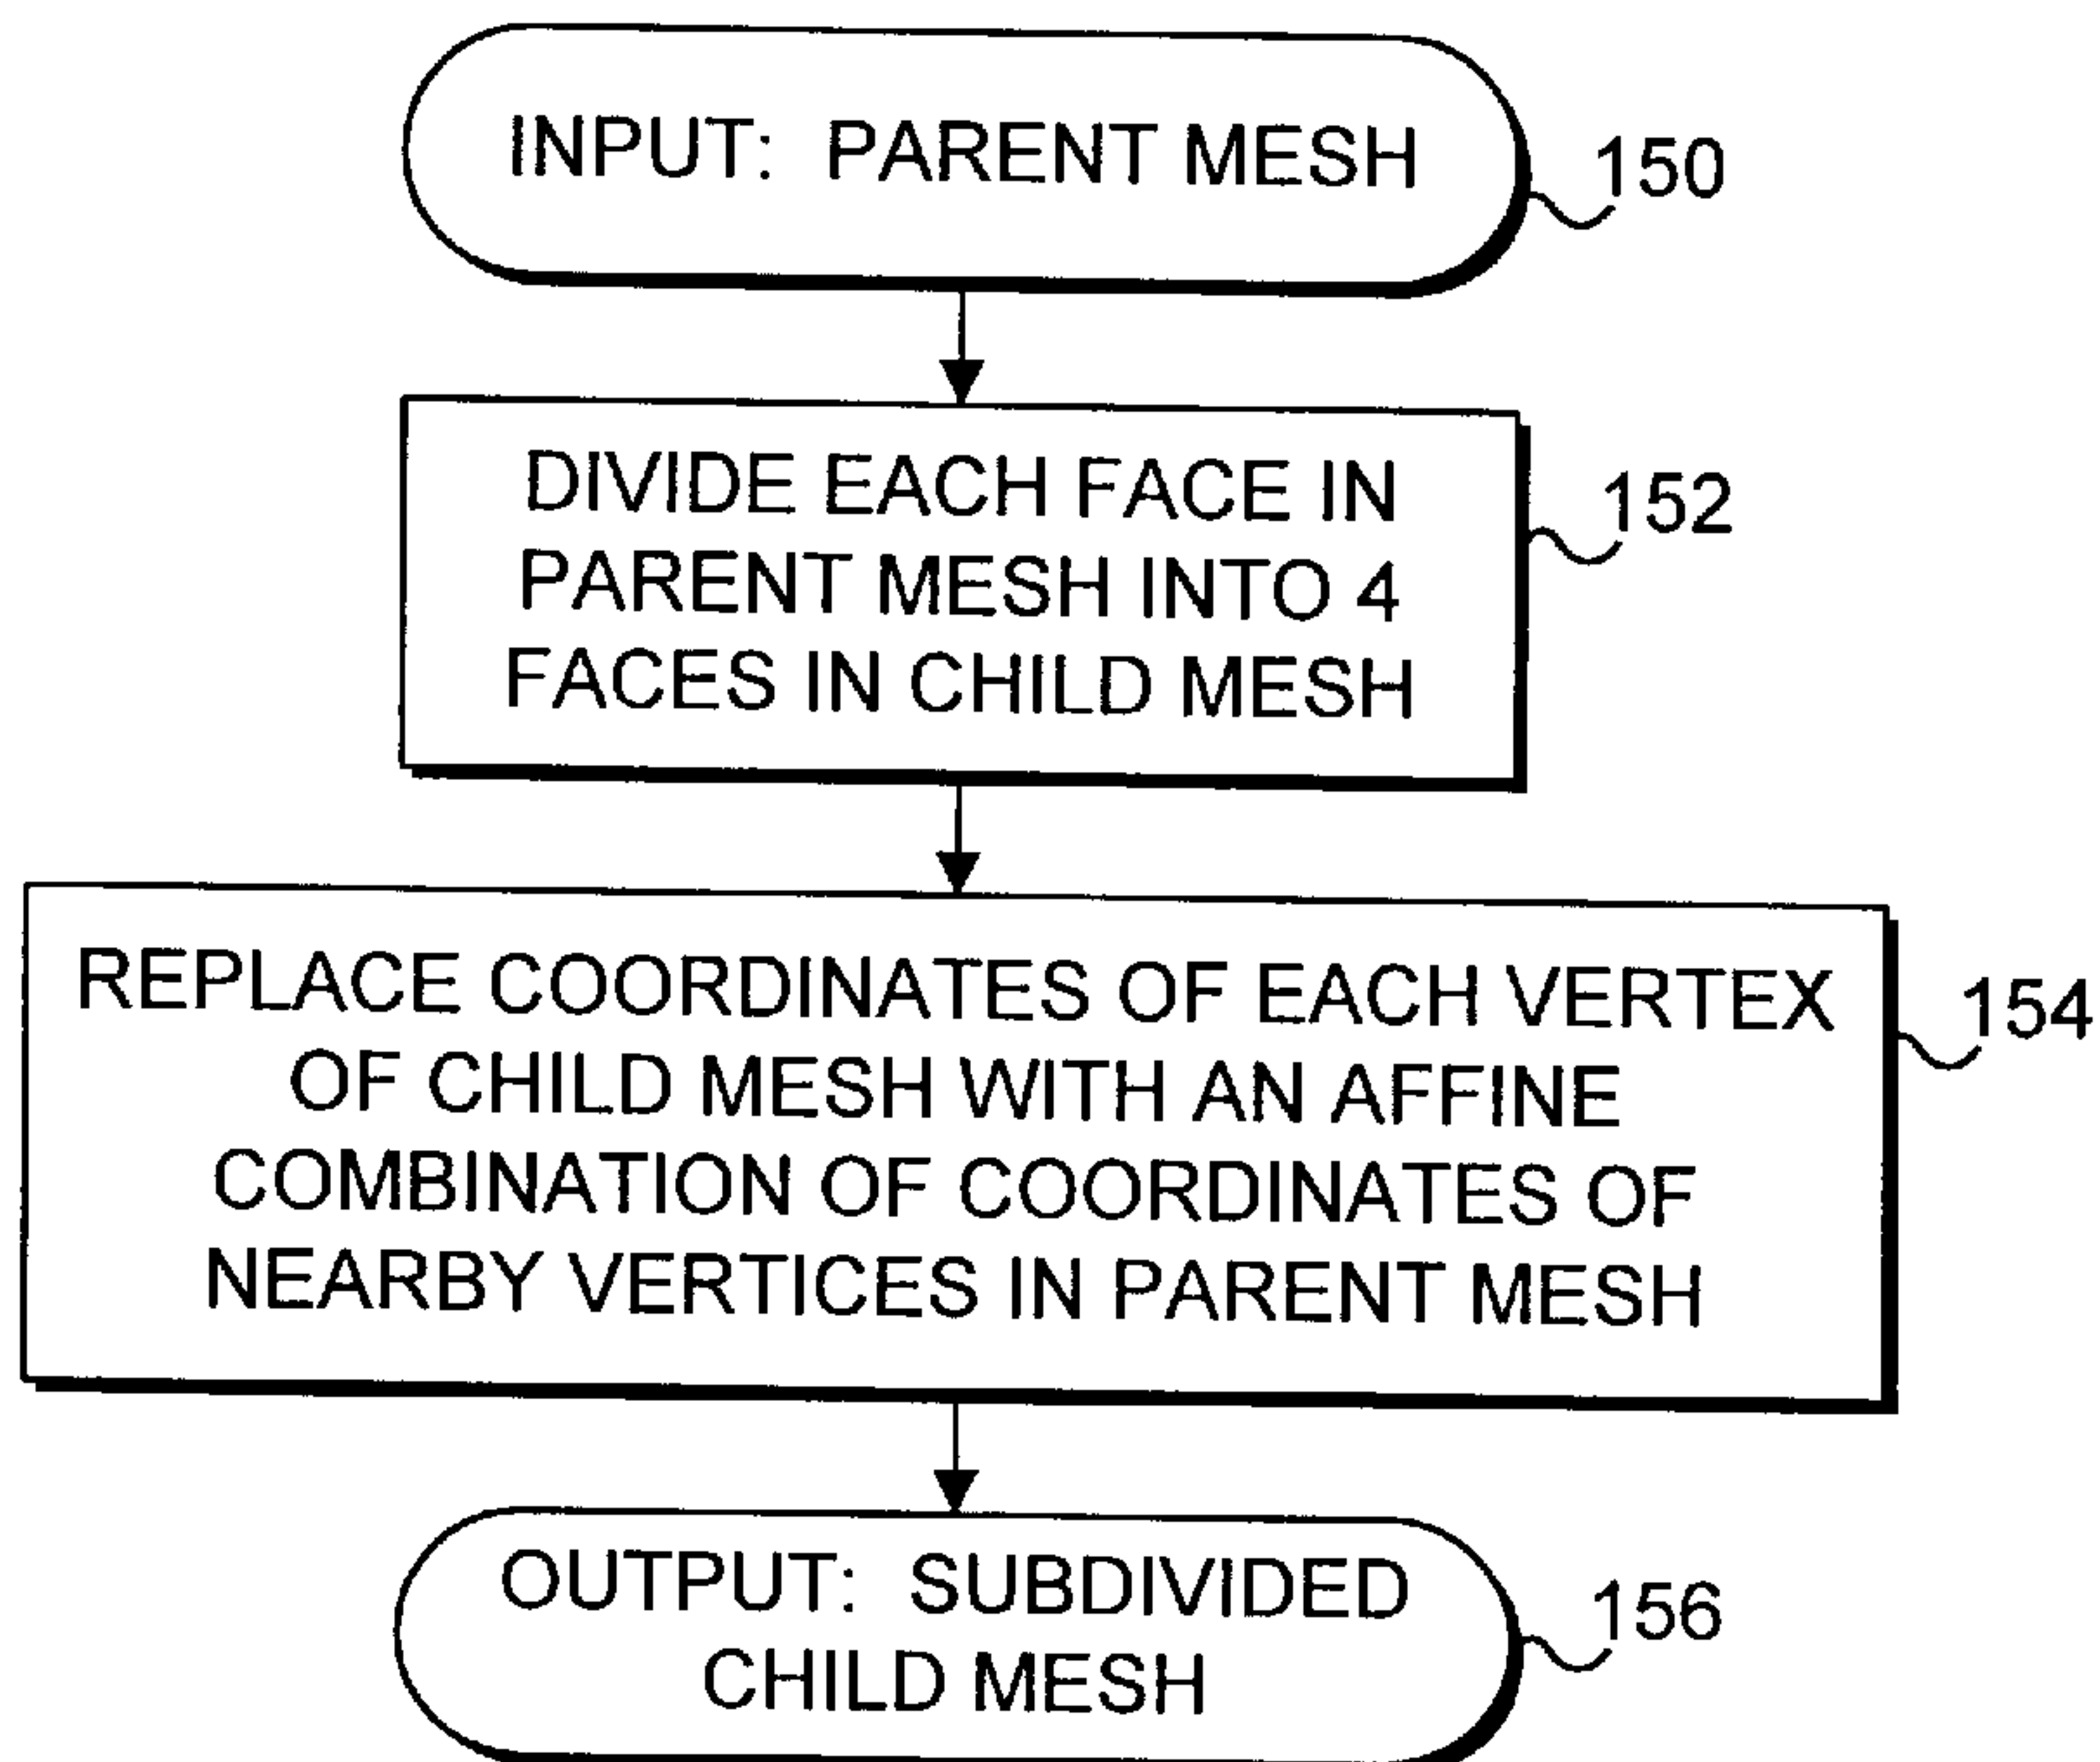 INPUT: PARENT MESH
150
DIVIDE EACH FACE IN
PARENT MESH INTO 4
FACES IN CHILD MESH
152
REPLACE COORDINATES OF EACH VERTEX
OF CHILD MESH WITH AN AFFINE
COMBINATION OF COORDINATES OF
NEARBY VERTICES IN PARENT MESH
154
OUTPUT: SUBDIVIDED
CHILD MESH
156